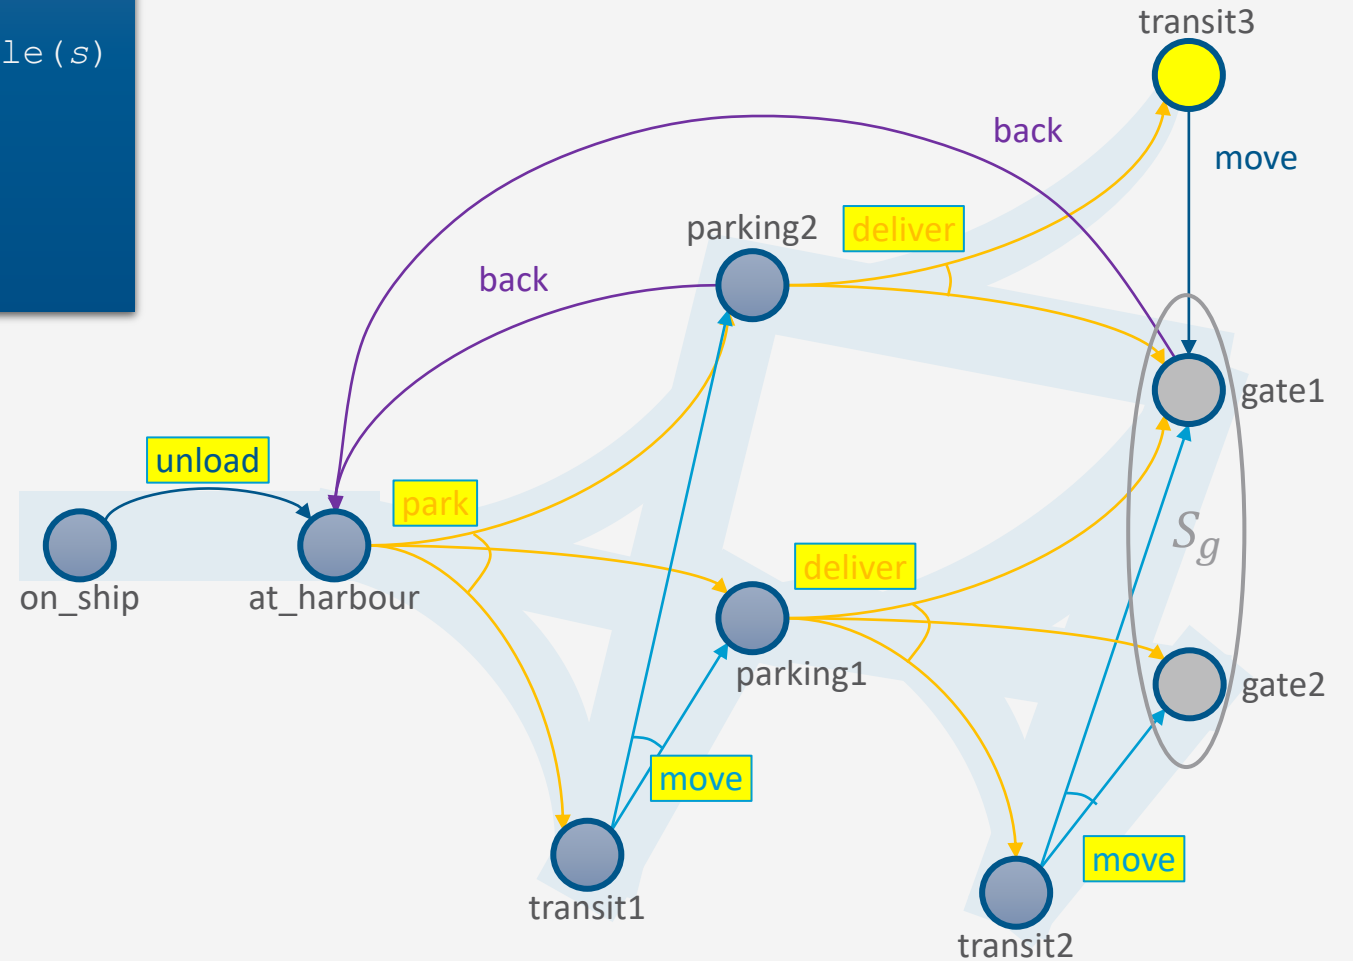 le(s)
transit3
back
move
parking2
deliver
back
gate1
unload
park
S_g
deliver
on_ship
at_harbour
parking1
gate2
move
move
transit1
transit2